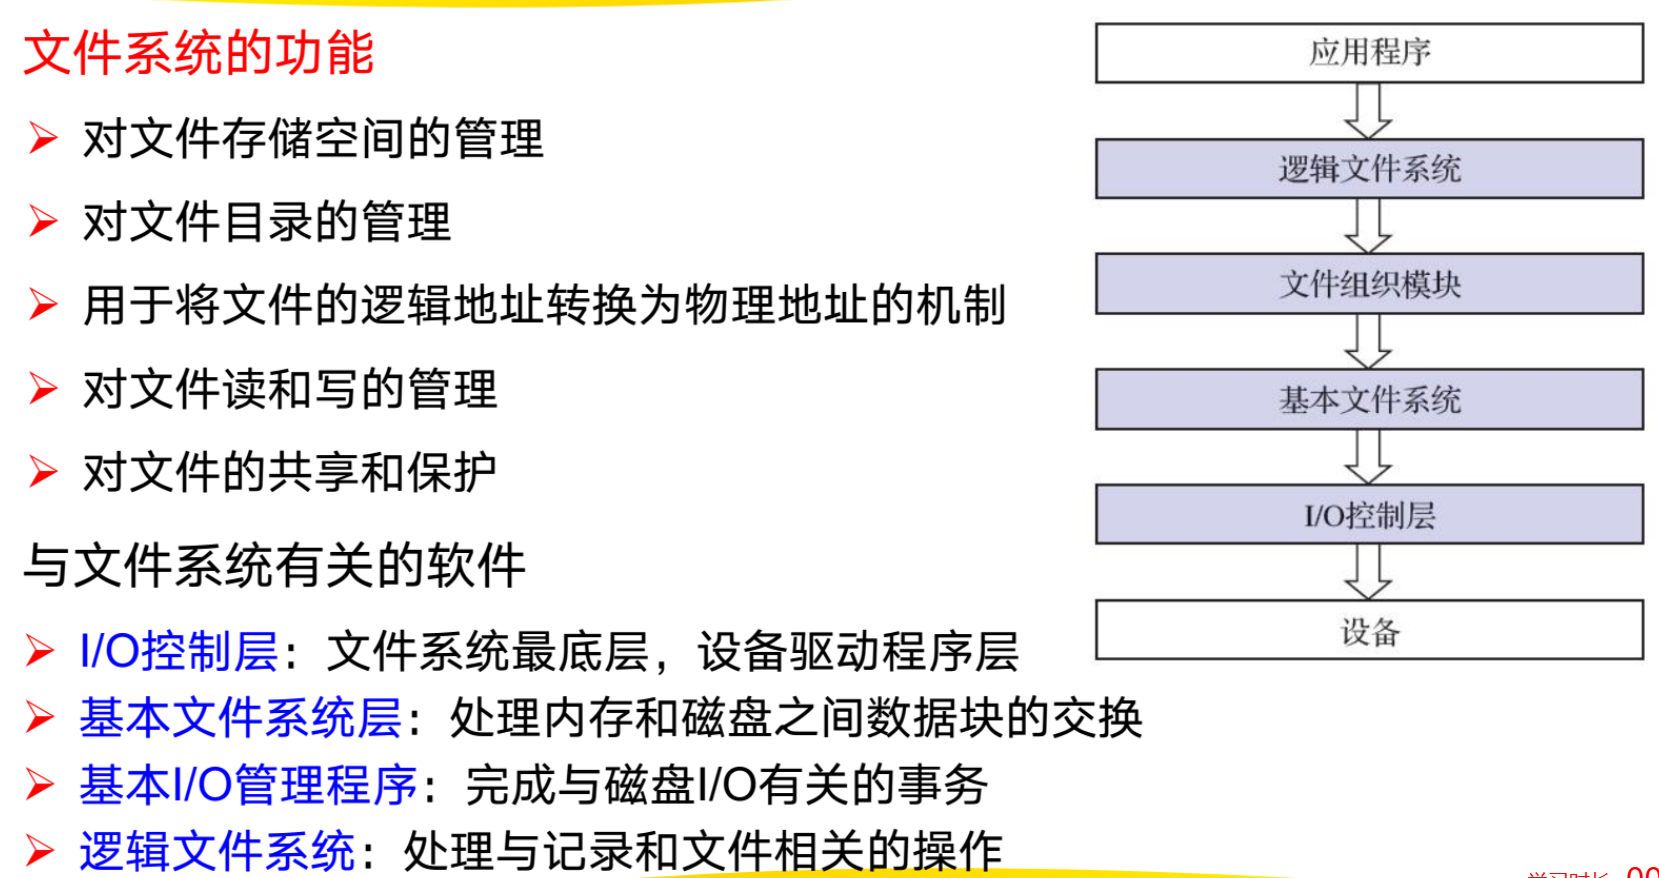 文件系统的功能
对文件存储空间的管理
对文件目录的管理
用于将文件的逻辑地址转换为物理地址的机制
对文件读和写的管理
对文件的共享和保护
与文件系统有关的软件
I/O控制层：文件系统最底层，设备驱动程序层
基本文件系统层：处理内存和磁盘之间数据块的交换
基本I/O管理程序：完成与磁盘I/O有关的事务
逻辑文件系统：处理与记录和文件相关的操作
应用程序
逻辑文件系统
文件组织模块
基本文件系统
I/O控制层
设备